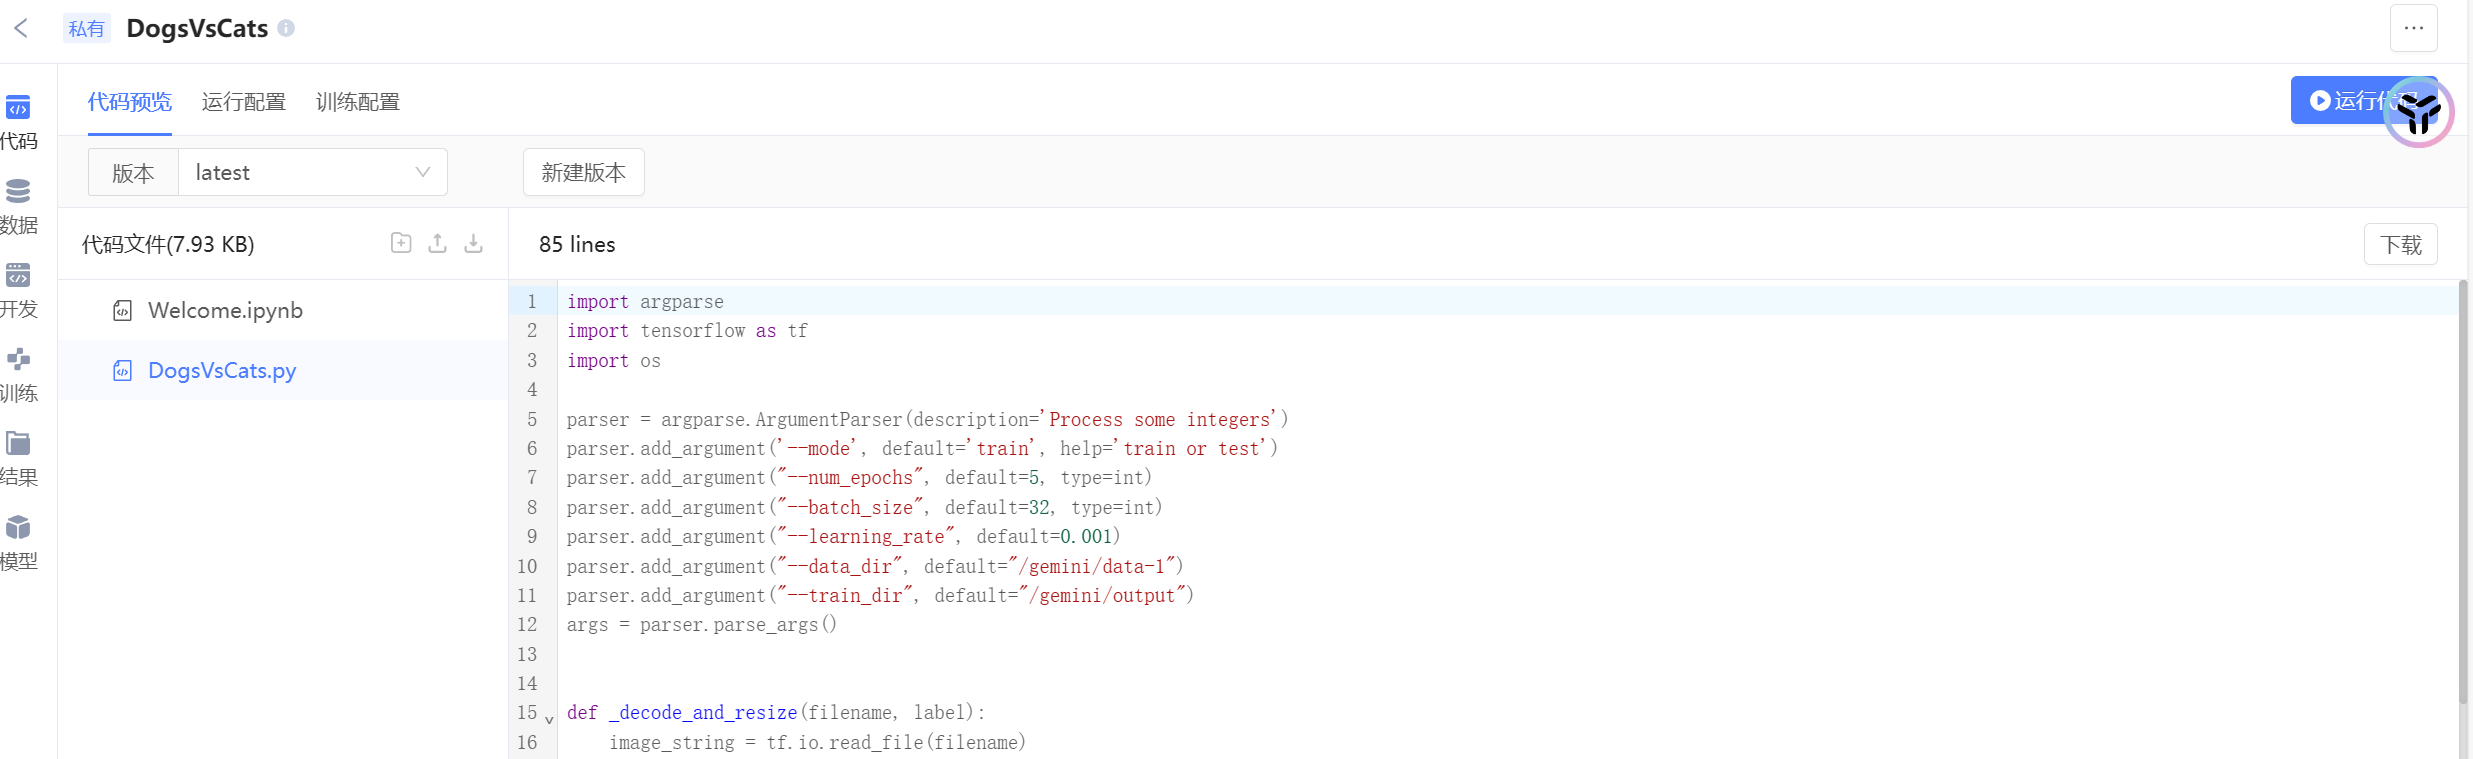 私有 DogsVsCats
代码预览 运行配置 训练配置
运行代
代码
数据
开发
训练
结果
模型
版本 latest 新建版本
代码文件(7.93 KB)
85 lines
下载
Welcome.ipynb
DogsVsCats.py
1 import argparse
2 import tensorflow as tf
3 import os
4
5 parser = argparse.ArgumentParser(description='Process some integers')
6 parser.add_argument('--mode', default='train', help='train or test')
7 parser.add_argument("--num_epochs", default=5, type=int)
8 parser.add_argument("--batch_size", default=32, type=int)
9 parser.add_argument("--learning_rate", default=0.001)
10 parser.add_argument("--data_dir", default="/gemini/data-1")
11 parser.add_argument("--train_dir", default="/gemini/output")
12 args = parser.parse_args()
13
14
15 def _decode_and_resize(filename, label):
16 image_string = tf.io.read_file(filename)